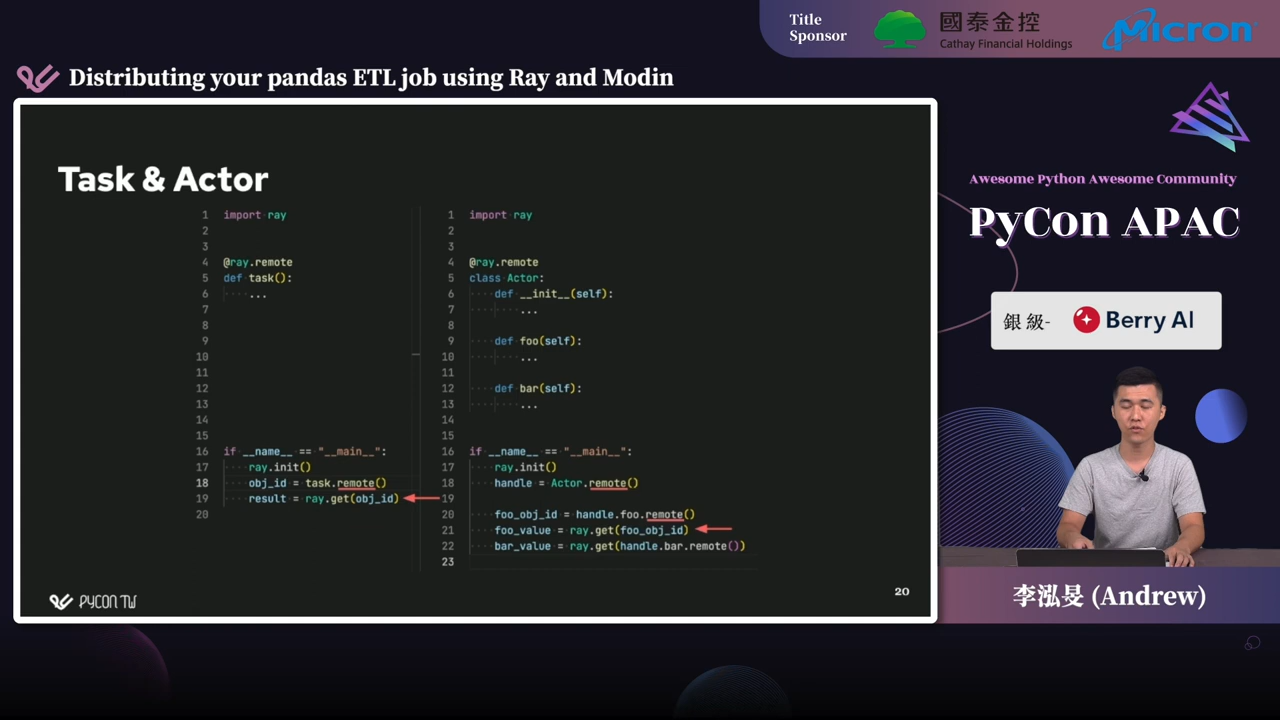 Title
Sponsor
國泰金控
Cathay Financial Holdings
Micron
Distributing your pandas ETL job using Ray and Modin
Task & Actor
1 import ray
2
3
4 @ray.remote
5 def task():
6 ...
7
8
9
10
11
12
13
14
15
16 if __name__ == "__main__":
17 ray.init()
18 obj_id = task.remote()
19 result = ray.get(obj_id)
20
1 import ray
2
3
4 @ray.remote
5 class Actor:
6 def __init__(self):
7 ...
8
9 def foo(self):
10 ...
11
12 def bar(self):
13 ...
14
15
16 if __name__ == "__main__":
17 ray.init()
18 handle = Actor.remote()
19
20 foo_obj_id = handle.foo.remote()
21 foo_value = ray.get(foo_obj_id)
22 bar_value = ray.get(handle.bar.remote())
23
PYCON TW
20
Awesome Python Awesome Community
PyCon APAC
銀級-
Berry AI
李泓旻 (Andrew)